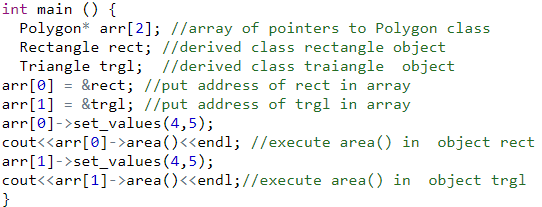 int main () {
  Polygon* arr[2]; //array of pointers to Polygon class
  Rectangle rect; //derived class rectangle object
  Triangle trgl;  //derived class traiangle  object
arr[0] = &rect; //put address of rect in array
arr[1] = &trgl; //put address of trgl in array
arr[0]->set_values(4,5);
cout<<arr[0]->area()<<endl; //execute area() in  object rect
arr[1]->set_values(4,5);
cout<<arr[1]->area()<<endl;//execute area() in  object trgl
}